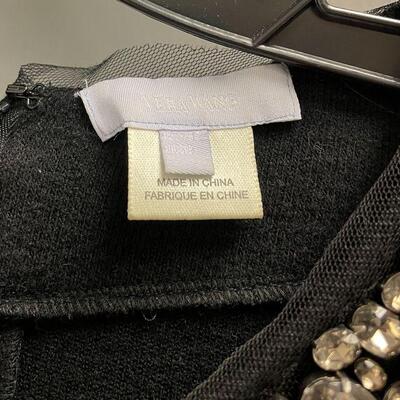 VERA WANG
MADE IN CHINA
FABRIQUE EN CHINE